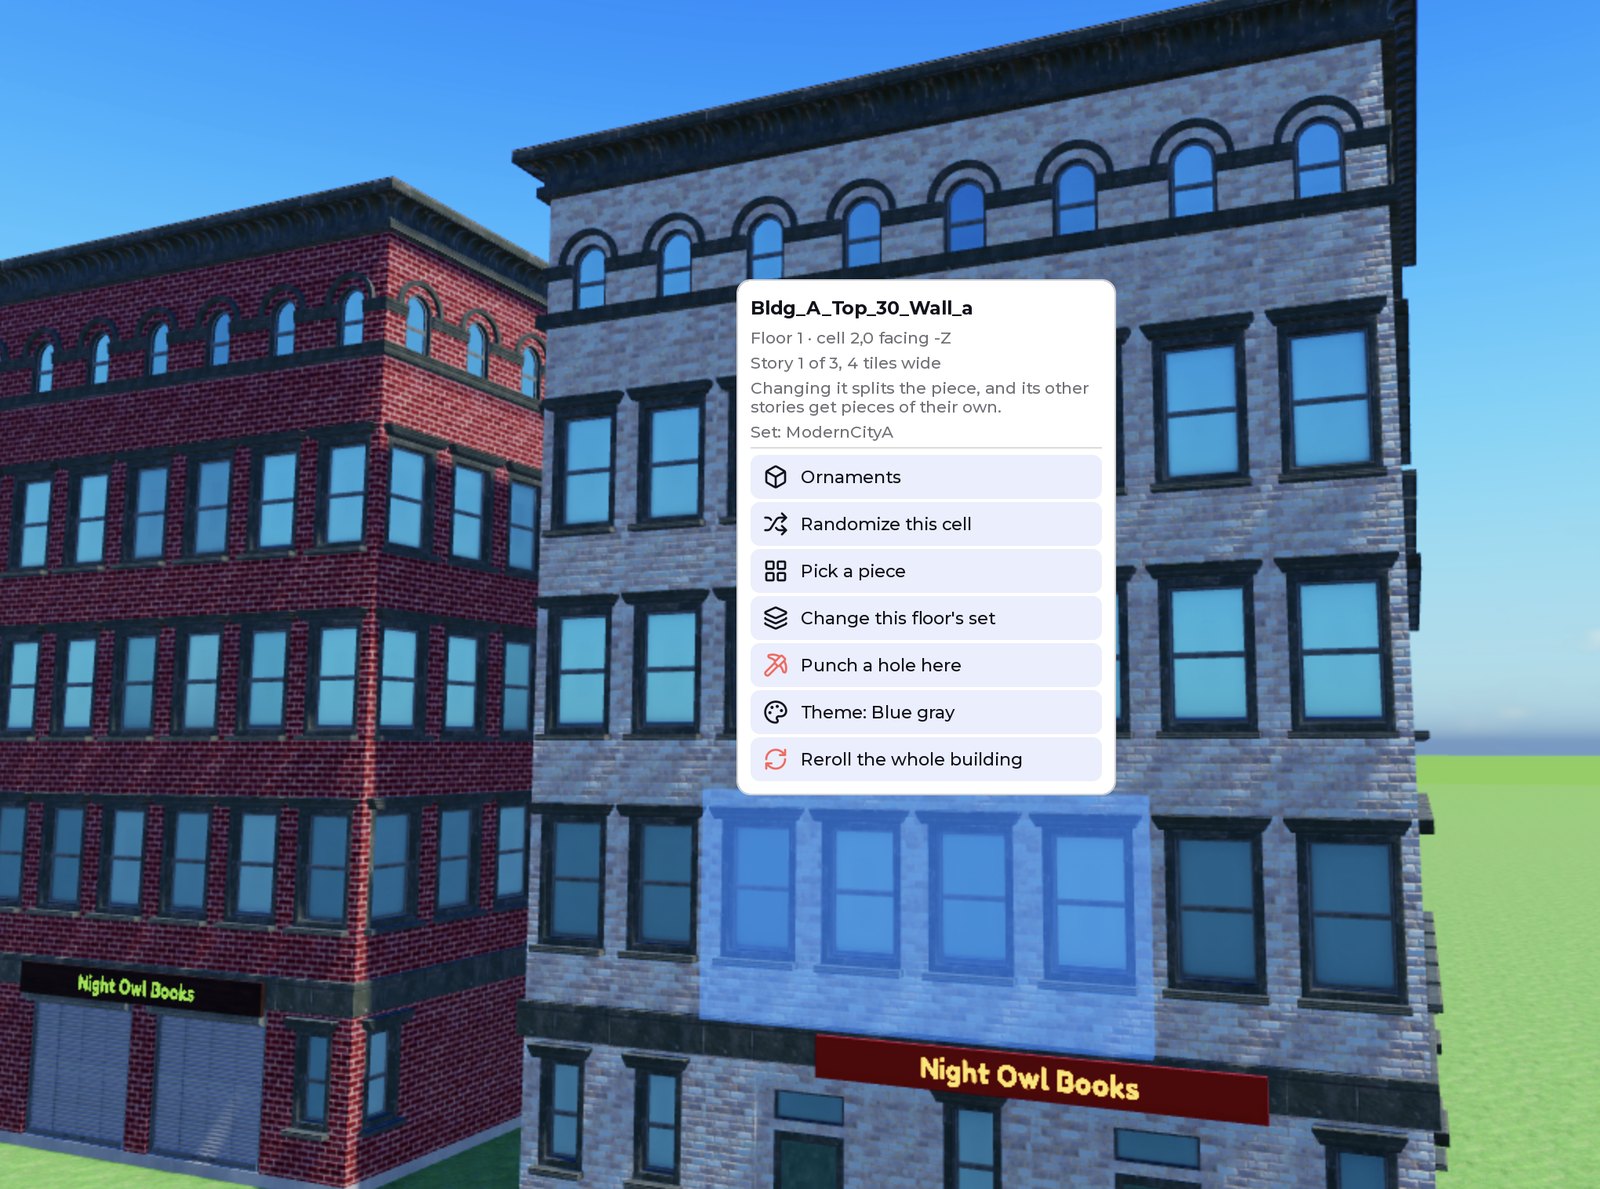 Bldg_A_Top_30_Wall_a
Floor 1 · cell 2,0 facing -Z
Story 1 of 3, 4 tiles wide
Changing it splits the piece, and its other
stories get pieces of their own.
Set: ModernCityA
Ornaments
Randomize this cell
Pick a piece
Change this floor's set
Punch a hole here
Theme: Blue gray
Reroll the whole building
Night Owl Books
Night Owl Books